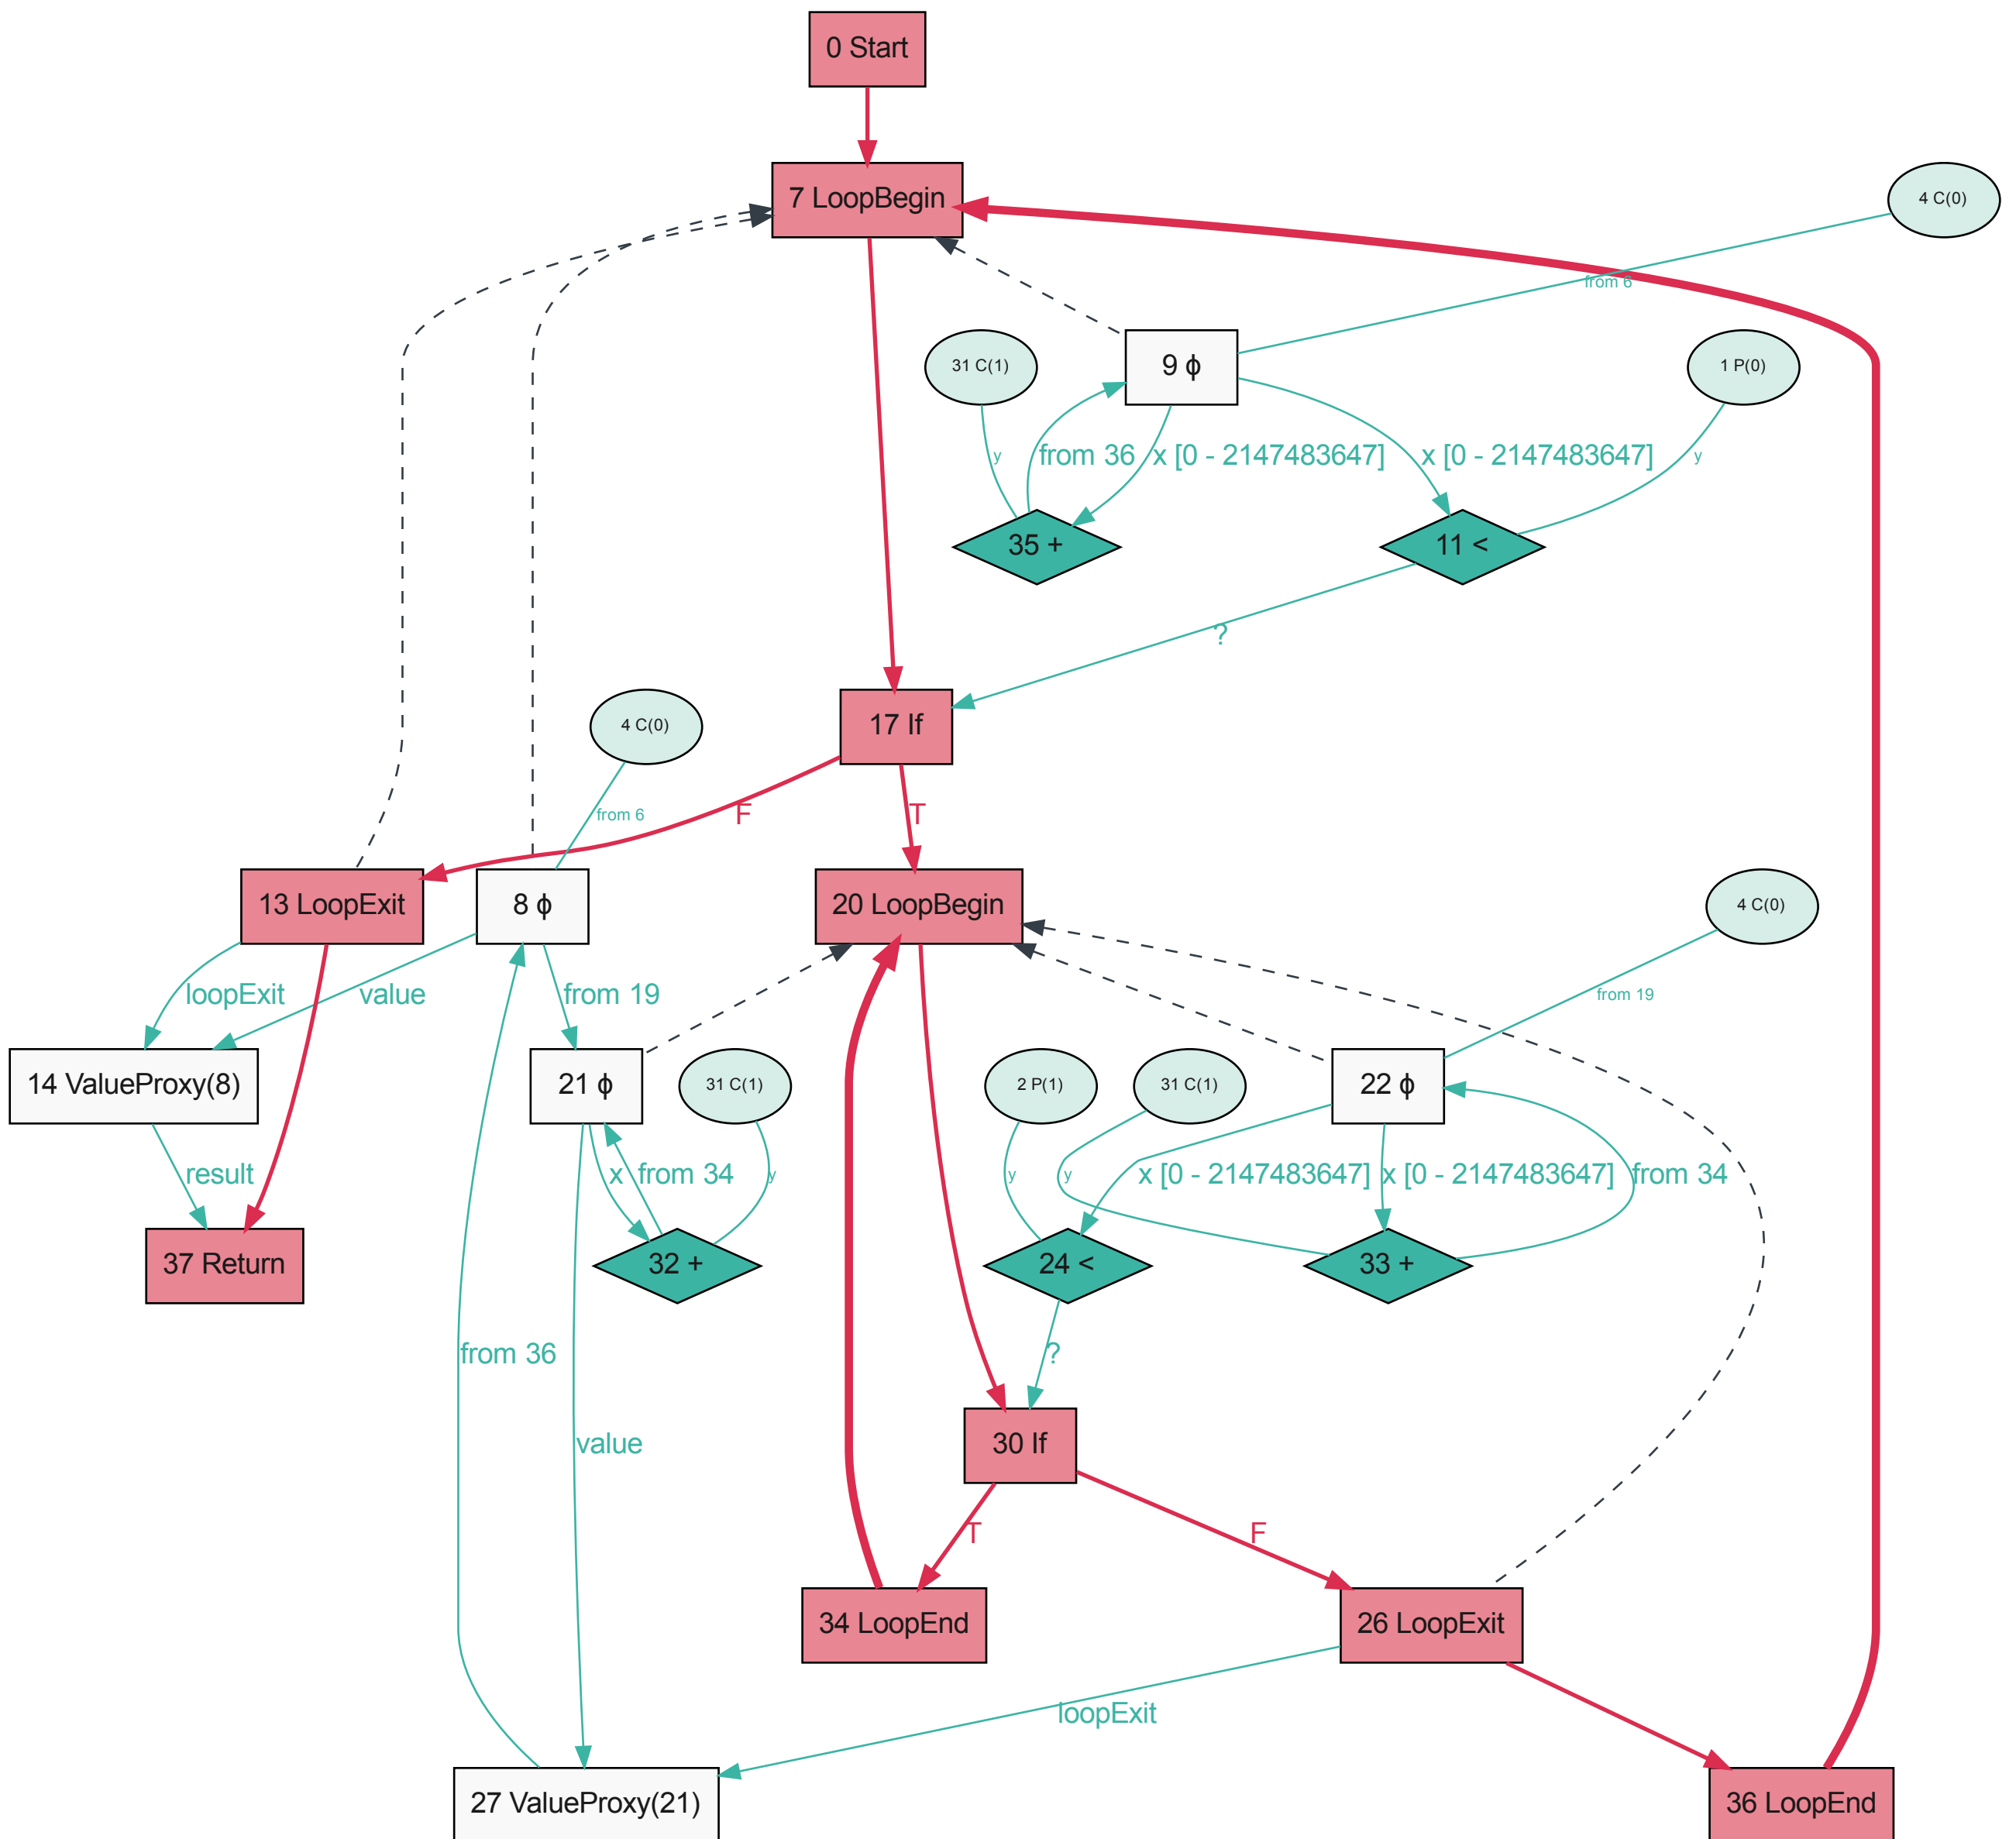 0 Start
7 LoopBegin
4 C(0)
from 6
31 C(1)
9 ϕ
1 P(0)
y
from 36
x [0 - 2147483647]
x [0 - 2147483647]
y
35 +
11 <
?
4 C(0)
17 If
from 6
F
T
13 LoopExit
8 ϕ
20 LoopBegin
4 C(0)
loopExit
value
from 19
from 19
14 ValueProxy(8)
21 ϕ
31 C(1)
2 P(1)
31 C(1)
22 ϕ
result
x
from 34
y
y
y
x [0 - 2147483647]
x [0 - 2147483647]
from 34
37 Return
32 +
24 <
33 +
from 36
?
value
30 If
T
F
34 LoopEnd
26 LoopExit
loopExit
27 ValueProxy(21)
36 LoopEnd